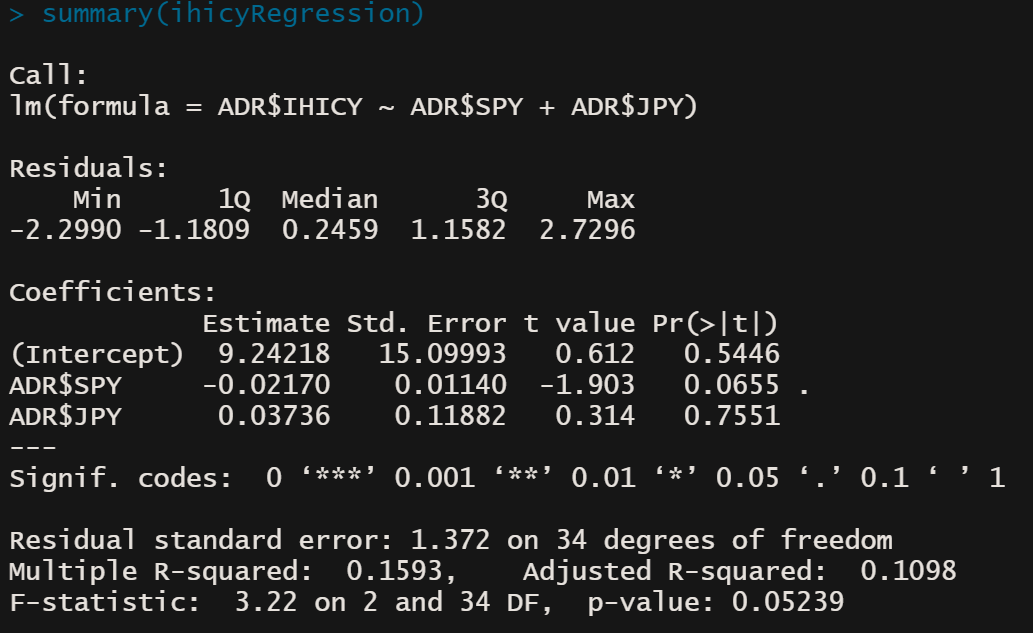 > summary(ihicyRegression)
Call:
lm(formula = ADR$IHICY ~ ADR$SPY + ADR$JPY)
Residuals:
    Min      1Q  Median      3Q     Max
-2.2990 -1.1809  0.2459  1.1582  2.7296
Coefficients:
            Estimate Std. Error t value Pr(>|t|)
(Intercept)  9.24218   15.09993   0.612   0.5446
ADR$SPY     -0.02170    0.01140  -1.903   0.0655 .
ADR$JPY      0.03736    0.11882   0.314   0.7551
---
Signif. codes:  0 ‘***’ 0.001 ‘**’ 0.01 ‘*’ 0.05 ‘.’ 0.1 ‘ ’ 1
Residual standard error: 1.372 on 34 degrees of freedom
Multiple R-squared:  0.1593,    Adjusted R-squared:  0.1098
F-statistic:  3.22 on 2 and 34 DF,  p-value: 0.05239